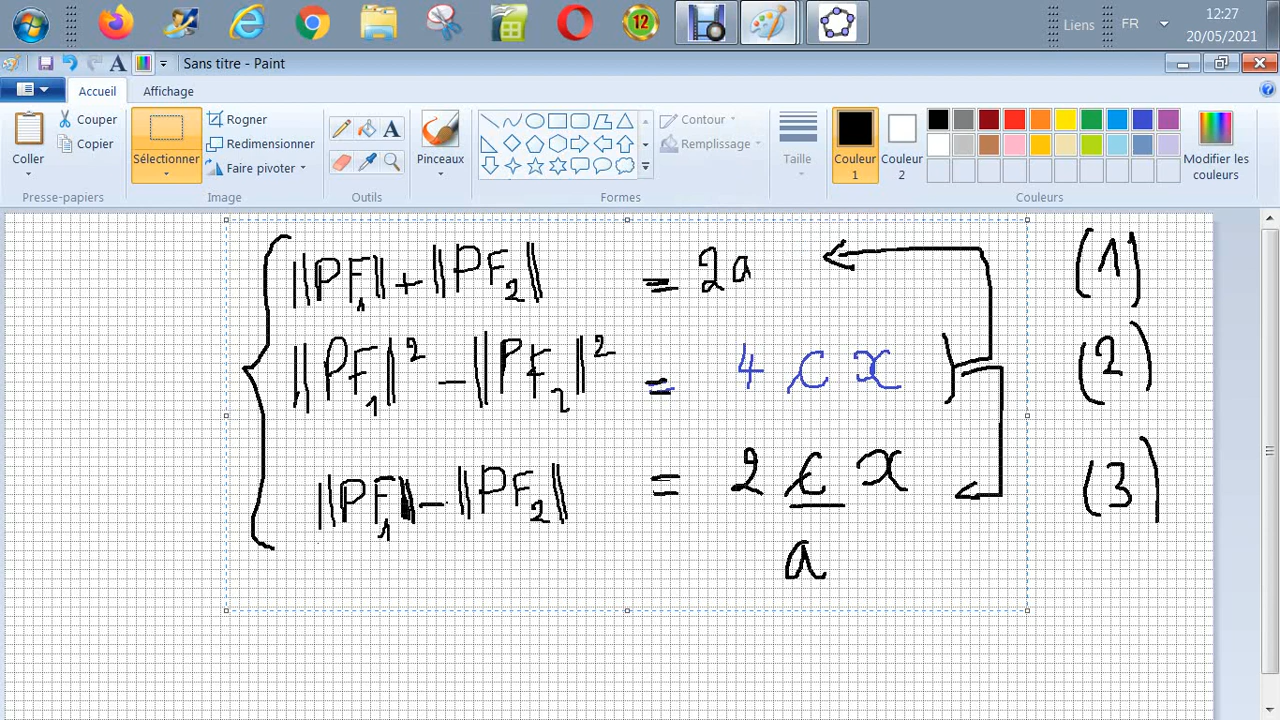 12
Liens
FR
12:27
20/05/2021
Sans titre - Paint
Accueil
Affichage
Coller
Couper
Copier
Presse-papiers
Sélectionner
Rogner
Redimensionner
Faire pivoter
Image
A
Outils
Pinceaux
Contour
Remplissage
Formes
Taille
Couleur 1
Couleur 2
Modifier les couleurs
Couleurs
||PF₁|| + ||PF₂|| = 2a (1)
||PF₁||² − ||PF₂||² = 4 c x (2)
||PF₁|| − ||PF₂|| = 2 c/a x (3)